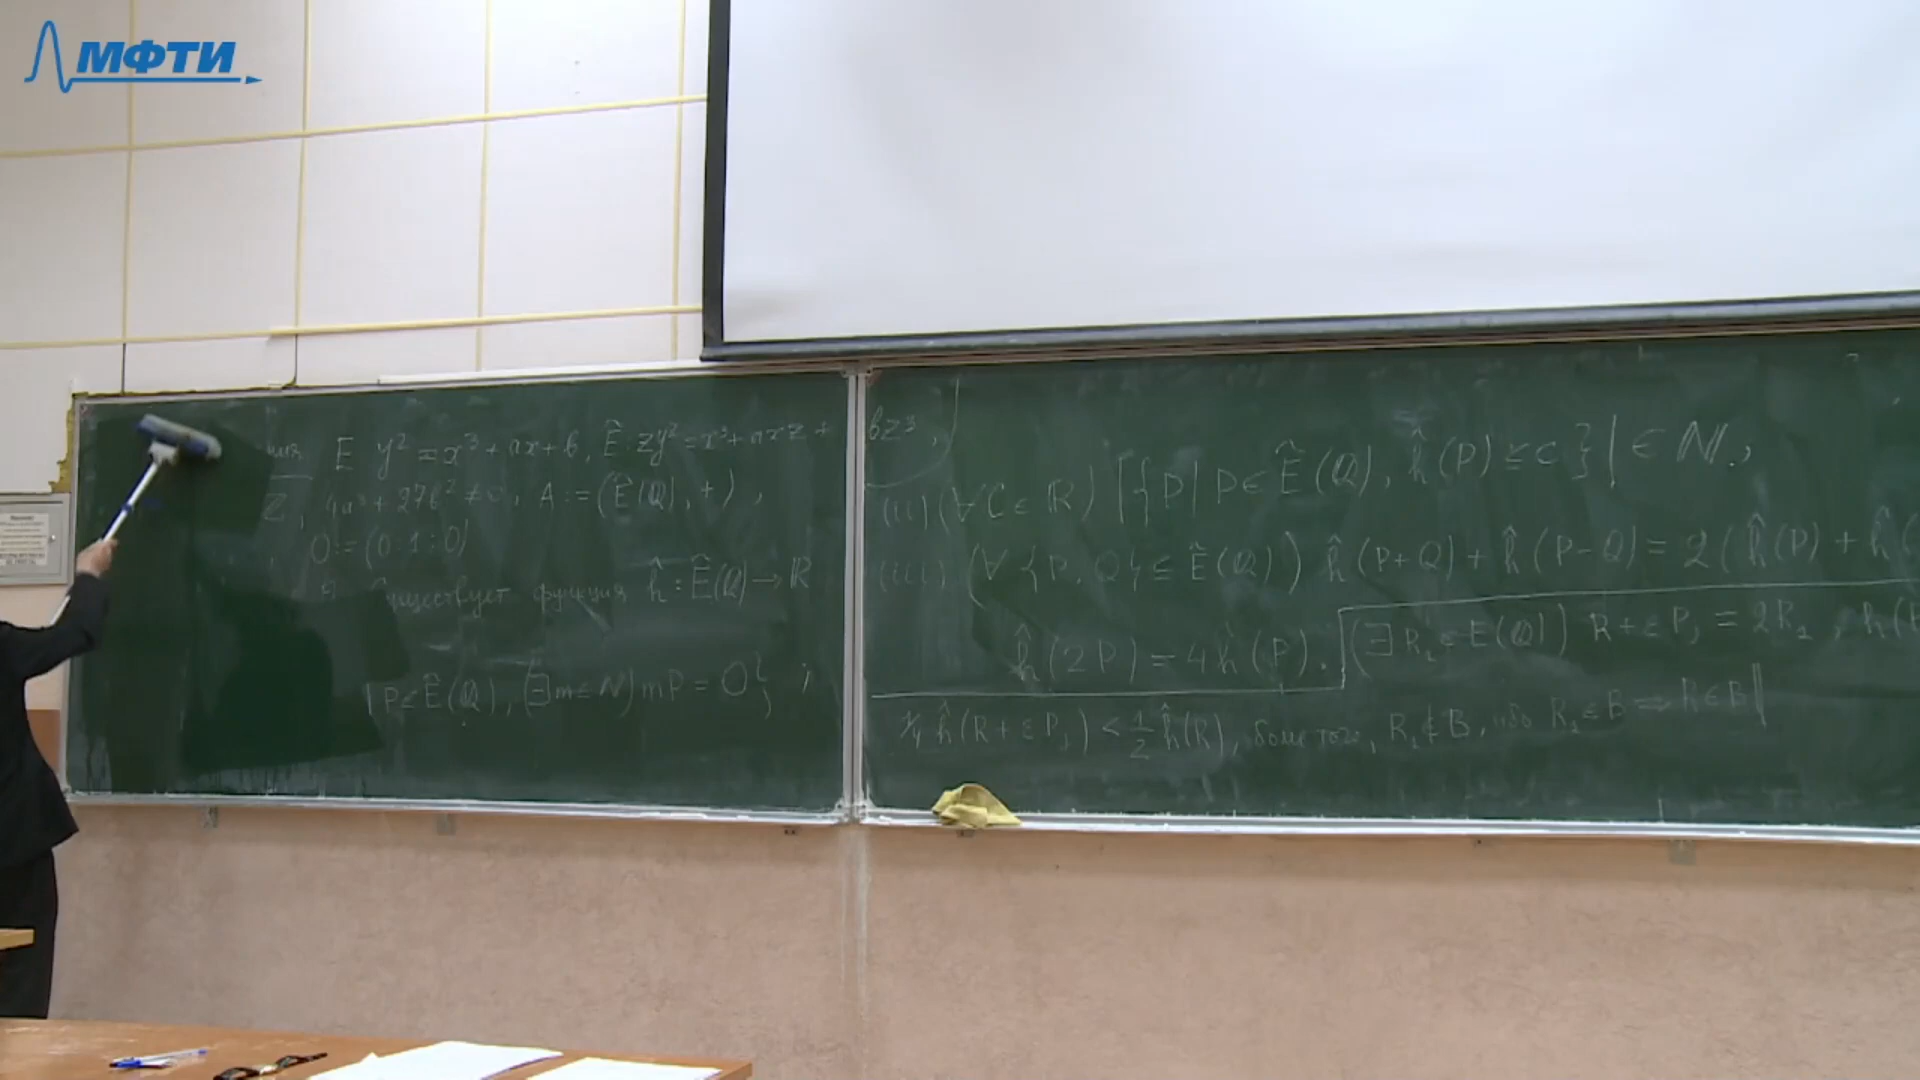 МФТИ
E y² = x³ + ax + b, Ê: zy² = x³ + axz + bz³,
Z, 4a³ + 27b² ≠ 0, A := (Ê(Q), +),
O := (0:1:0)
Существует функция ĥ: Ê(Q) → R
| P ∈ Ê(Q), (∃ m ∈ N) mP = O};
(ii) (∀ C ∈ R) |{P | P ∈ Ê(Q), ĥ(P) ≤ C}| ∈ N;
(iii) (∀ {P, Q} ⊆ Ê(Q)) ĥ(P+Q) + ĥ(P−Q) = 2(ĥ(P) + ĥ(
ĥ(2P) = 4ĥ(P). (∃ R₁ ∈ E(Q)) R + εPⱼ = 2R₁,
¼ ĥ(R + εPⱼ) < ½ ĥ(R), более того, R₁ ∉ B, ибо R₁ ∈ B ⇒ R ∈ B